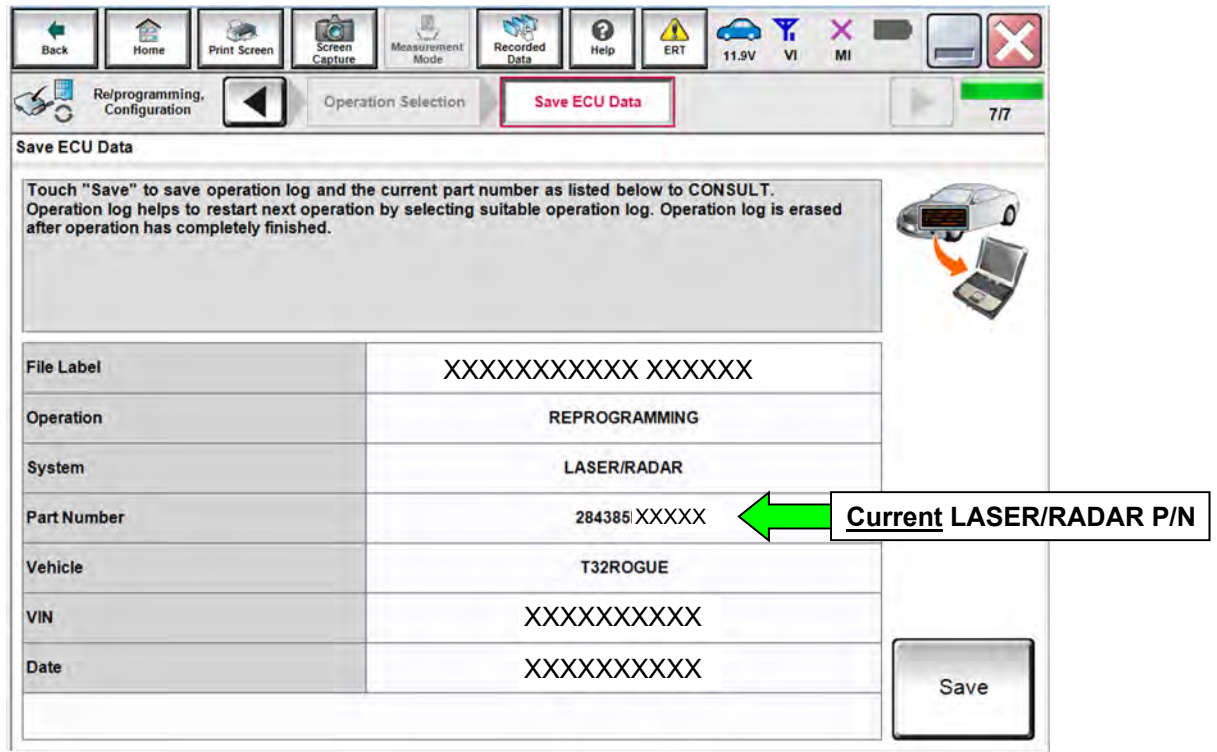 Back
Home
Print Screen
Screen
Capture
Measurement
Mode
Recorded
Data
Help
ERT
11.9V
VI
MI
Re/programming,
Configuration
Operation Selection
Save ECU Data
7/7
Save ECU Data
Touch "Save" to save operation log and the current part number as listed below to CONSULT.
Operation log helps to restart next operation by selecting suitable operation log. Operation log is erased
after operation has completely finished.
File Label XXXXXXXXXXX XXXXXX
Operation REPROGRAMMING
System LASER/RADAR
Part Number 284385 XXXXX
Current LASER/RADAR P/N
Vehicle T32ROGUE
VIN XXXXXXXXXX
Date XXXXXXXXXX
Save